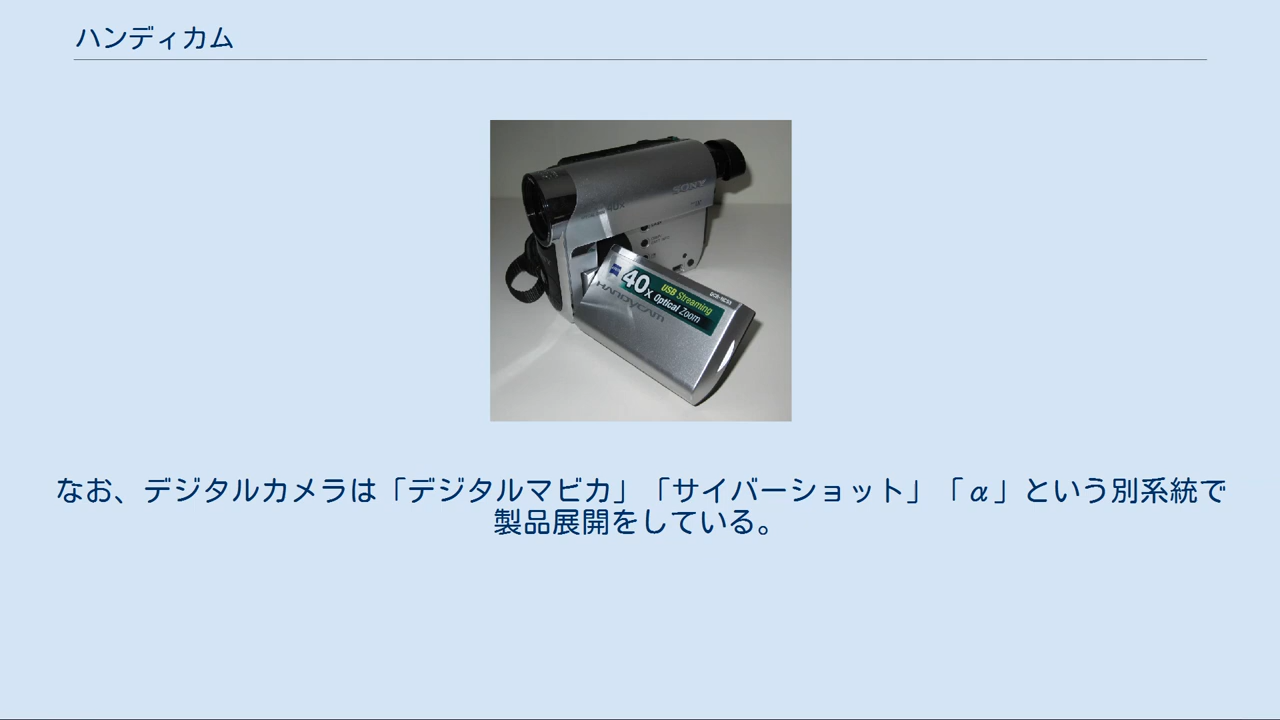 ハンディカム
SONY
40x
40x
USB Streaming
Optical Zoom
HANDYCAM
なお、デジタルカメラは「デジタルマビカ」「サイバーショット」「α」という別系統で
製品展開をしている。